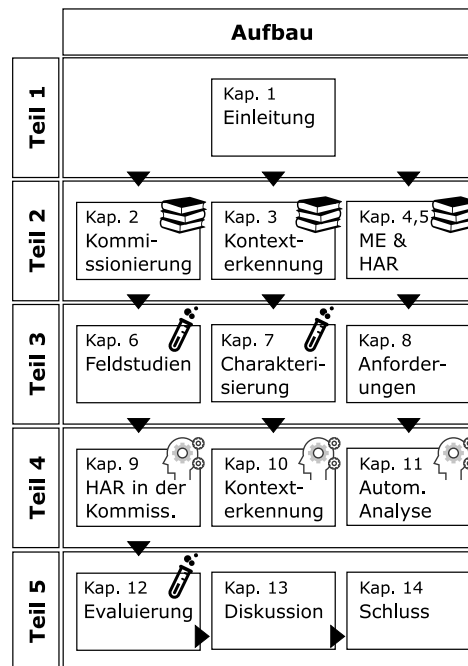 Aufbau
Teil 1
Kap. 1
Einleitung
Teil 2
Kap. 2
Kommi-
ssionierung
Kap. 3
Kontext-
erkennung
Kap. 4,5
ME &
HAR
Teil 3
Kap. 6
Feldstudien
Kap. 7
Charakteri-
sierung
Kap. 8
Anforder-
ungen
Teil 4
Kap. 9
HAR in der
Kommiss.
Kap. 10
Kontext-
erkennung
Kap. 11
Autom.
Analyse
Teil 5
Kap. 12
Evaluierung
Kap. 13
Diskussion
Kap. 14
Schluss